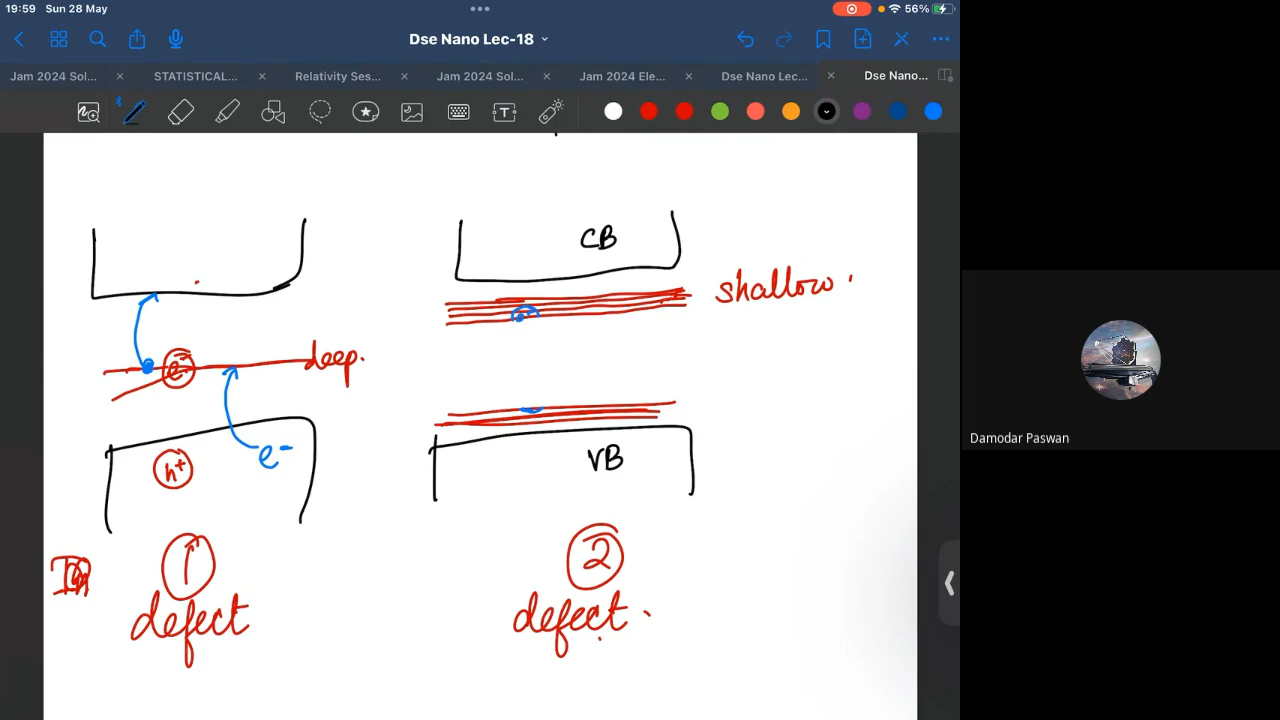 19:59 Sun 28 May
56%
Dse Nano Lec-18
Jam 2024 Sol...
STATISTICAL...
Relativity Ses...
Jam 2024 Sol...
Jam 2024 Ele...
Dse Nano Lec...
Dse Nano...
T
CB
shallow.
e-
deep.
e-
h+
VB
1
2
defect
defect.
Damodar Paswan